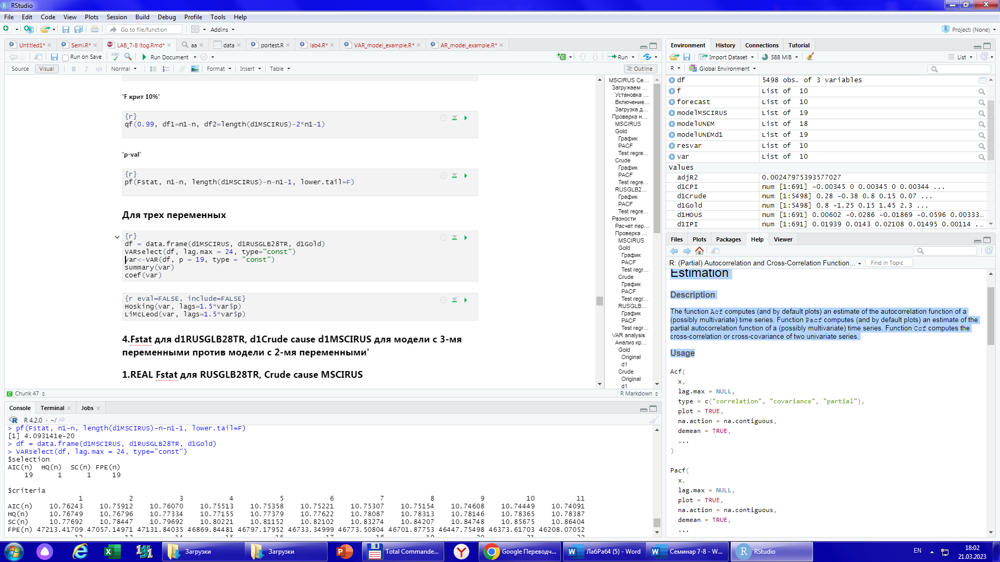 RStudio
File Edit Code View Plots Session Build Debug Profile Tools Help
Go to file/function Addins Project: (None)
Untitled1* Semi.R* LAB_7-8 itog.Rmd* aa data portest.R lab4.R* VAR_model_example.R* AR_model_example.R*
Run on Save ABC Run Document Run
Source Visual B I </> Normal Format Insert Table Outline
'F крит 10%'
{r}
qf(0.99, df1=n1-n, df2=length(d1MSCIRUS)-2*n1-1)
'p-val'
{r}
pf(Fstat, n1-n, length(d1MSCIRUS)-n-n1-1, lower.tail=F)
Для трех переменных
{r}
df = data.frame(d1MSCIRUS, d1RUSGLB28TR, d1Gold)
VARselect(df, lag.max = 24, type="const")
var<-VAR(df, p = 19, type = "const")
summary(var)
coef(var)
{r eval=FALSE, include=FALSE}
Hosking(var, lags=1.5*var$p)
LiMcLeod(var, lags=1.5*var$p)
4.Fstat для d1RUSGLB28TR, d1Crude cause d1MSCIRUS для модели с 3-мя
переменными против модели с 2-мя переменными'
1.REAL Fstat для RUSGLB28TR, Crude cause MSCIRUS
MSCIRUS Се...
Загружаем ...
Установка ...
Включение...
Загрузка д...
Проверка н...
MSCIRUS
Gold
График
PACF
Test regre...
Crude
График
PACF
Test regre...
RUSGLB2...
График
PACF
Test regre...
Разности
Расчет пер...
Проверка ...
MSCIRUS
Gold
График
PACF
Test regr...
Crude
График
PACF
Test regr...
RUSGLB...
График
PACF
Test regr...
VAR analysis
Анализ кр...
Gold
Original
d1
Crude
Original
d1
Chunk 47 R Markdown
Console Terminal Jobs
R 4.2.0 · ~/
> pf(Fstat, n1-n, length(d1MSCIRUS)-n-n1-1, lower.tail=F)
[1] 4.093141e-20
> df = data.frame(d1MSCIRUS, d1RUSGLB28TR, d1Gold)
> VARselect(df, lag.max = 24, type="const")
$selection
AIC(n) HQ(n) SC(n) FPE(n)
19 1 1 19
$criteria
1 2 3 4 5 6 7 8 9 10 11
AIC(n) 10.76243 10.75912 10.76070 10.75513 10.75358 10.75221 10.75307 10.75154 10.74608 10.74449 10.74091
HQ(n) 10.76749 10.76796 10.77334 10.77155 10.77379 10.77622 10.78087 10.78313 10.78146 10.78365 10.78387
SC(n) 10.77692 10.78447 10.79692 10.80221 10.81152 10.82102 10.83274 10.84207 10.84748 10.85675 10.86404
FPE(n) 47213.41709 47057.14971 47131.84035 46869.84481 46797.17952 46733.34999 46773.50804 46701.87753 46447.75498 46373.61703 46208.07052
12 13 14 15 16 17 18 19 20 21 22
Environment History Connections Tutorial
Import Dataset 588 MiB List
R Global Environment
df 5498 obs. of 3 variables
f List of 10
forecast List of 10
modelMSCIRUS List of 19
modelUNEM List of 18
modelUNEMd1 List of 19
resvar List of 10
var List of 10
Values
adjR2 0.00247975393577027
d1CPI num [1:691] -0.00345 0 0.00345 0 0.00344 ...
d1Crude num [1:5498] 0.28 -0.38 0.8 0.15 0.07 ...
d1Gold num [1:5498] 0.8 -1.25 0.15 1.45 2.3 ...
d1HOUS num [1:691] 0.00602 -0.0286 -0.01869 -0.0596 0.00333...
d1IPI num [1:691] 0.01939 0.0143 0.02108 0.01495 0.00114 ...
Files Plots Packages Help Viewer
R: (Partial) Autocorrelation and Cross-Correlation Function... Find in Topic
Estimation
Description
The function Acf computes (and by default plots) an estimate of the autocorrelation function of a
(possibly multivariate) time series. Function Pacf computes (and by default plots) an estimate of the
partial autocorrelation function of a (possibly multivariate) time series. Function Ccf computes the
cross-correlation or cross-covariance of two univariate series.
Usage
Acf(
x,
lag.max = NULL,
type = c("correlation", "covariance", "partial"),
plot = TRUE,
na.action = na.contiguous,
demean = TRUE,
...
)
Pacf(
x,
lag.max = NULL,
plot = TRUE,
na.action = na.contiguous,
demean = TRUE,
...
Загрузки Загрузки Total Commande... Google Переводч... ЛабРаб4 (5) - Word Семинар 7-8 - W... RStudio
EN 18:02
21.03.2023